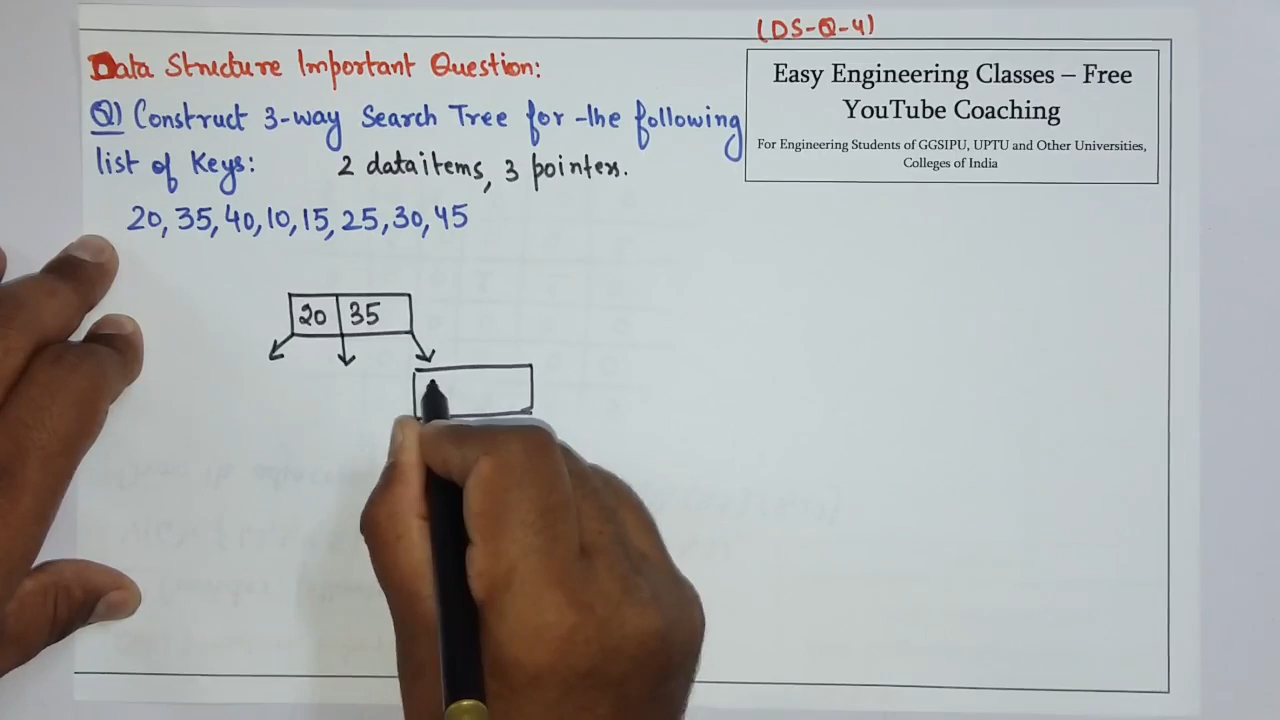 (DS-Q-4)
Data Structure Important Question:
Easy Engineering Classes – Free
YouTube Coaching
For Engineering Students of GGSIPU, UPTU and Other Universities,
Colleges of India
Q1) Construct 3-way Search Tree for the following
list of Keys: 2 dataitems, 3 pointers.
20, 35, 40, 10, 15, 25, 30, 45
20 35